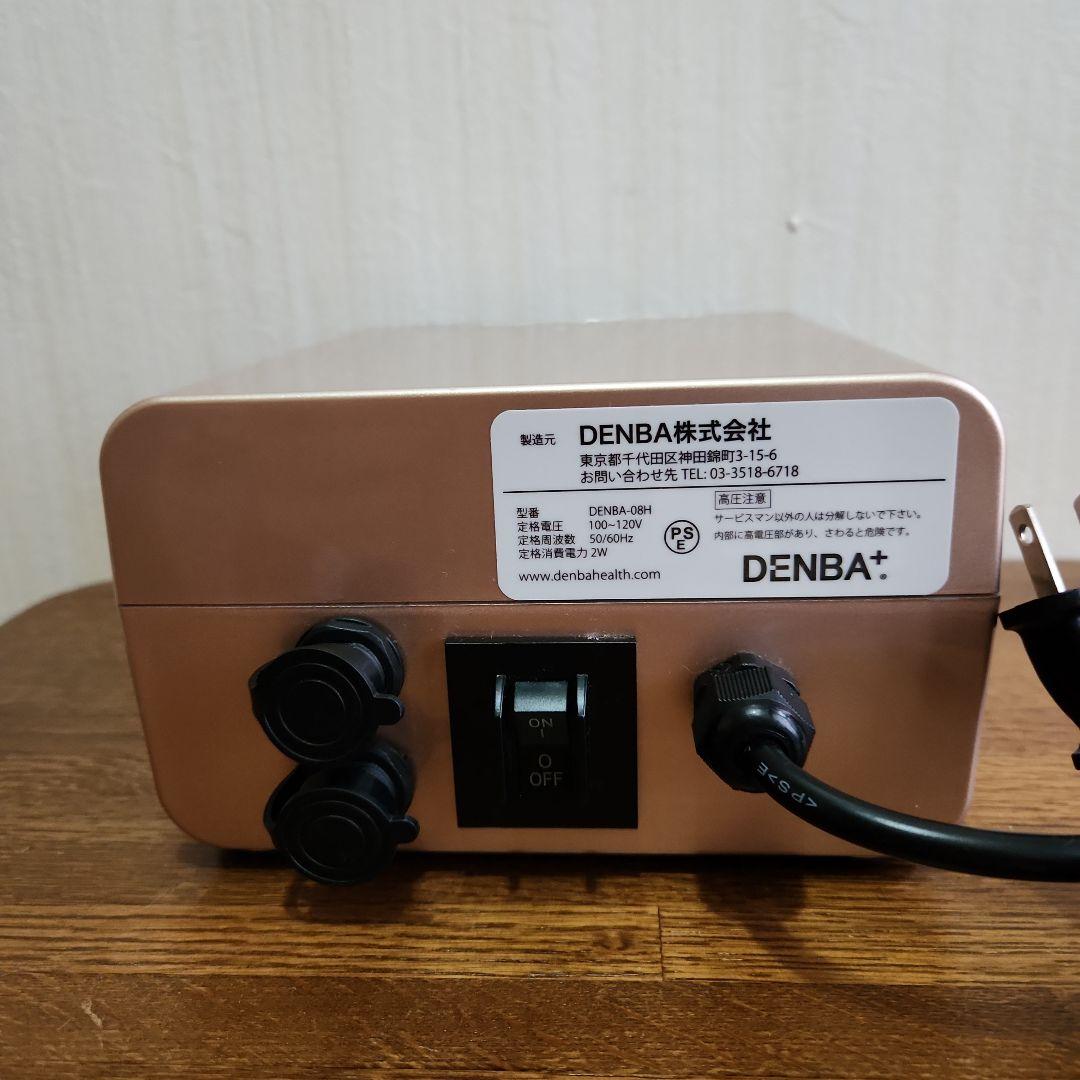 製造元 DENBA株式会社
東京都千代田区神田錦町3-15-6
お問い合わせ先 TEL: 03-3518-6718
型番 DENBA-08H
定格電圧 100~120V
定格周波数 50/60Hz
定格消費電力 2W
www.denbahealth.com
PS
E
高圧注意
サービスマン以外の人は分解しないで下さい。
内部に高電圧部があり、さわると危険です。
DENBA+®
ON
I
O
OFF
<PS>E